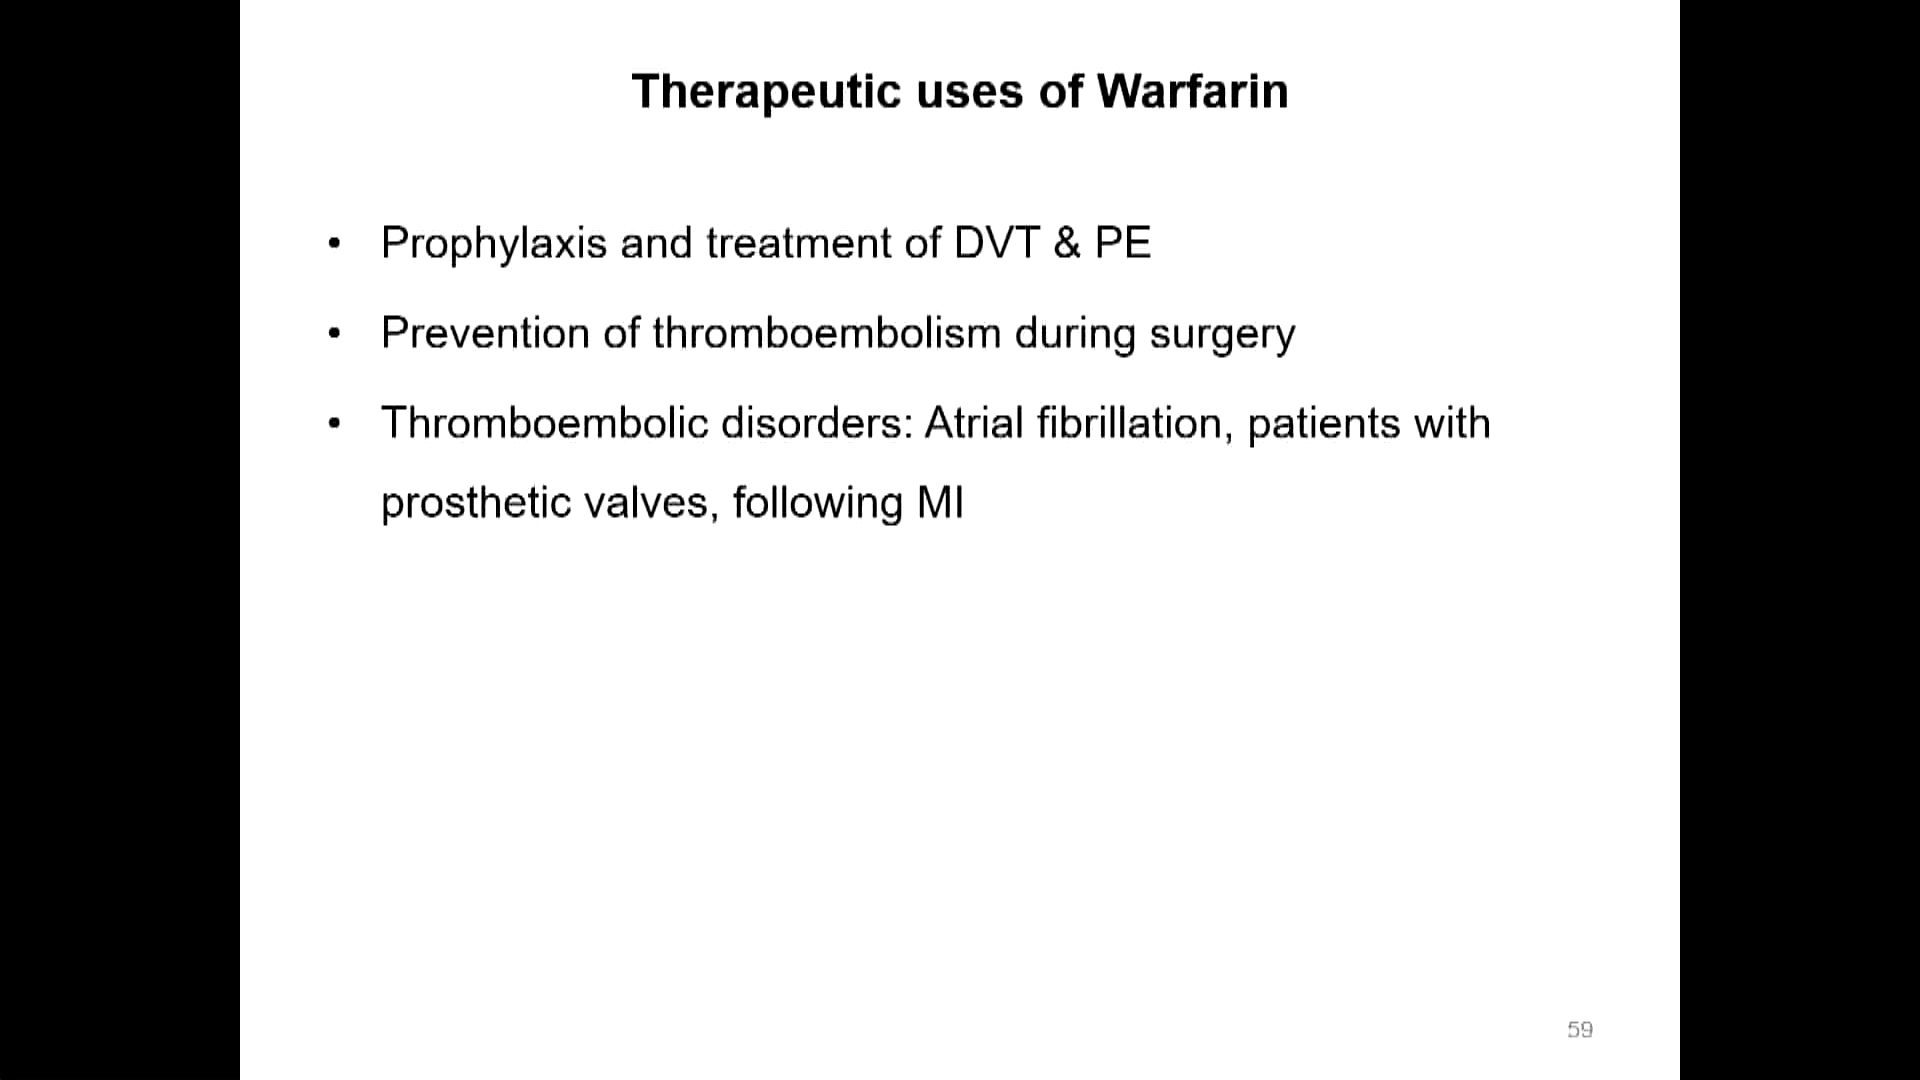 Therapeutic uses of Warfarin
• Prophylaxis and treatment of DVT & PE
• Prevention of thromboembolism during surgery
• Thromboembolic disorders: Atrial fibrillation, patients with
prosthetic valves, following MI
59